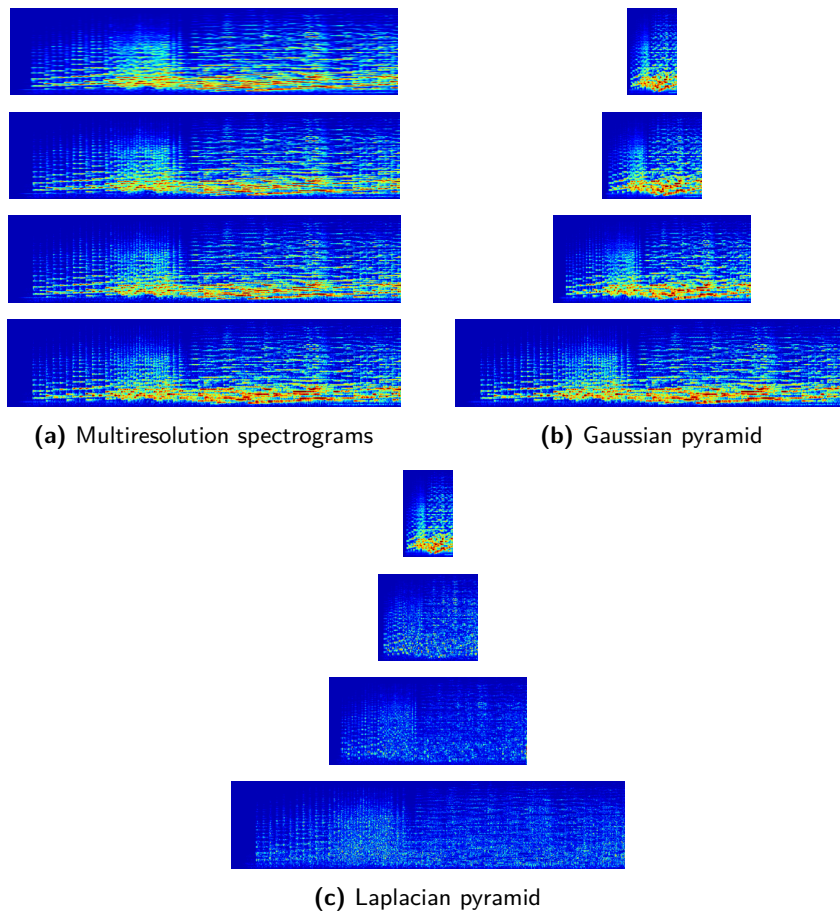 (a) Multiresolution spectrograms
(b) Gaussian pyramid
(c) Laplacian pyramid